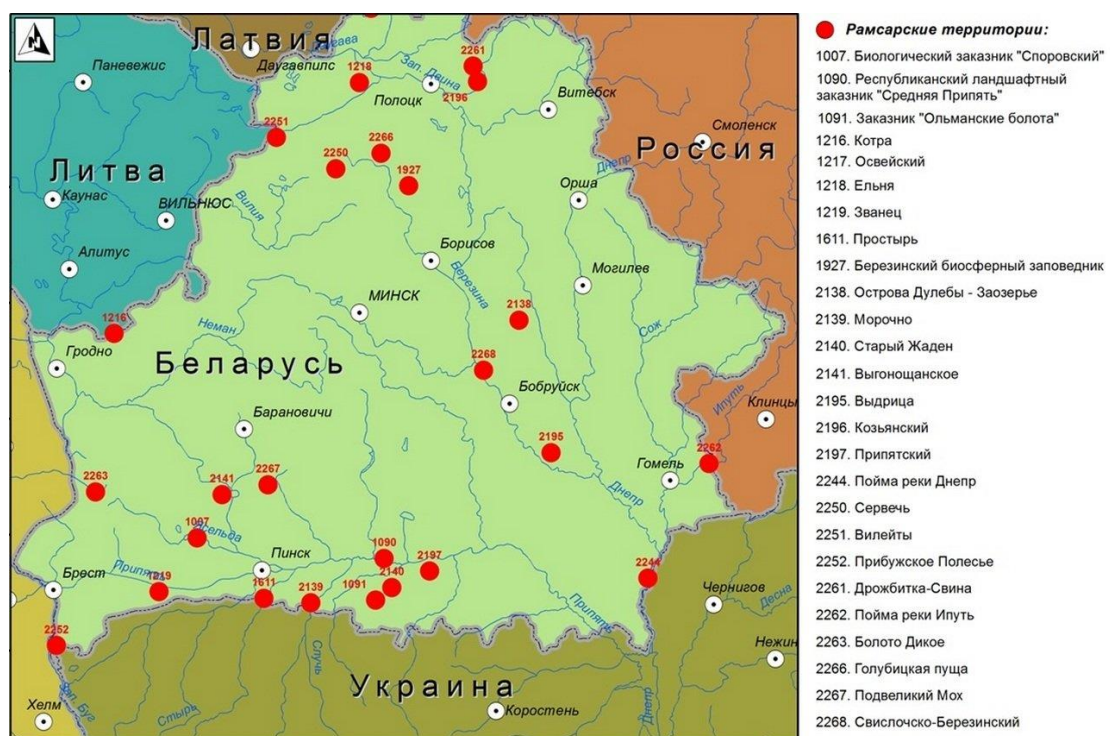 N
Латвия
Даугава
Даугавпилс
Паневежис
1218
Зап. Двина
2261
2196
Полоцк
Витебск
2251
2266
Смоленск
Литва
2250
1927
Россия
Днепр
Каунас
ВИЛЬНЮС
Вилия
Орша
Алитус
Борисов
Могилев
Березина
МИНСК
1216
Неман
2138
Сож
Гродно
Беларусь
2268
Бобруйск
Ипуть
Клинцы
Барановичи
2195
2262
Гомель
2263
2141
2267
Днепр
1007
Ясельда
Пинск
1090
2197
Брест
Припять
1219
1611
2139
1091
2140
2244
Чернигов
Десна
Припять
2252
Нежин
Случь
Украина
Зап. Буг
Стырь
Хелм
Коростень
Днепр
Рамсарские территории:
1007. Биологический заказник "Споровский"
1090. Республиканский ландшафтный
заказник "Средняя Припять"
1091. Заказник "Ольманские болота"
1216. Котра
1217. Освейский
1218. Ельня
1219. Званец
1611. Простырь
1927. Березинский биосферный заповедник
2138. Острова Дулебы - Заозерье
2139. Морочно
2140. Старый Жаден
2141. Выгонощанское
2195. Выдрица
2196. Козьянский
2197. Припятский
2244. Пойма реки Днепр
2250. Сервечь
2251. Вилейты
2252. Прибужское Полесье
2261. Дрожбитка-Свина
2262. Пойма реки Ипуть
2263. Болото Дикое
2266. Голубицкая пуща
2267. Подвеликий Мох
2268. Свислочско-Березинский